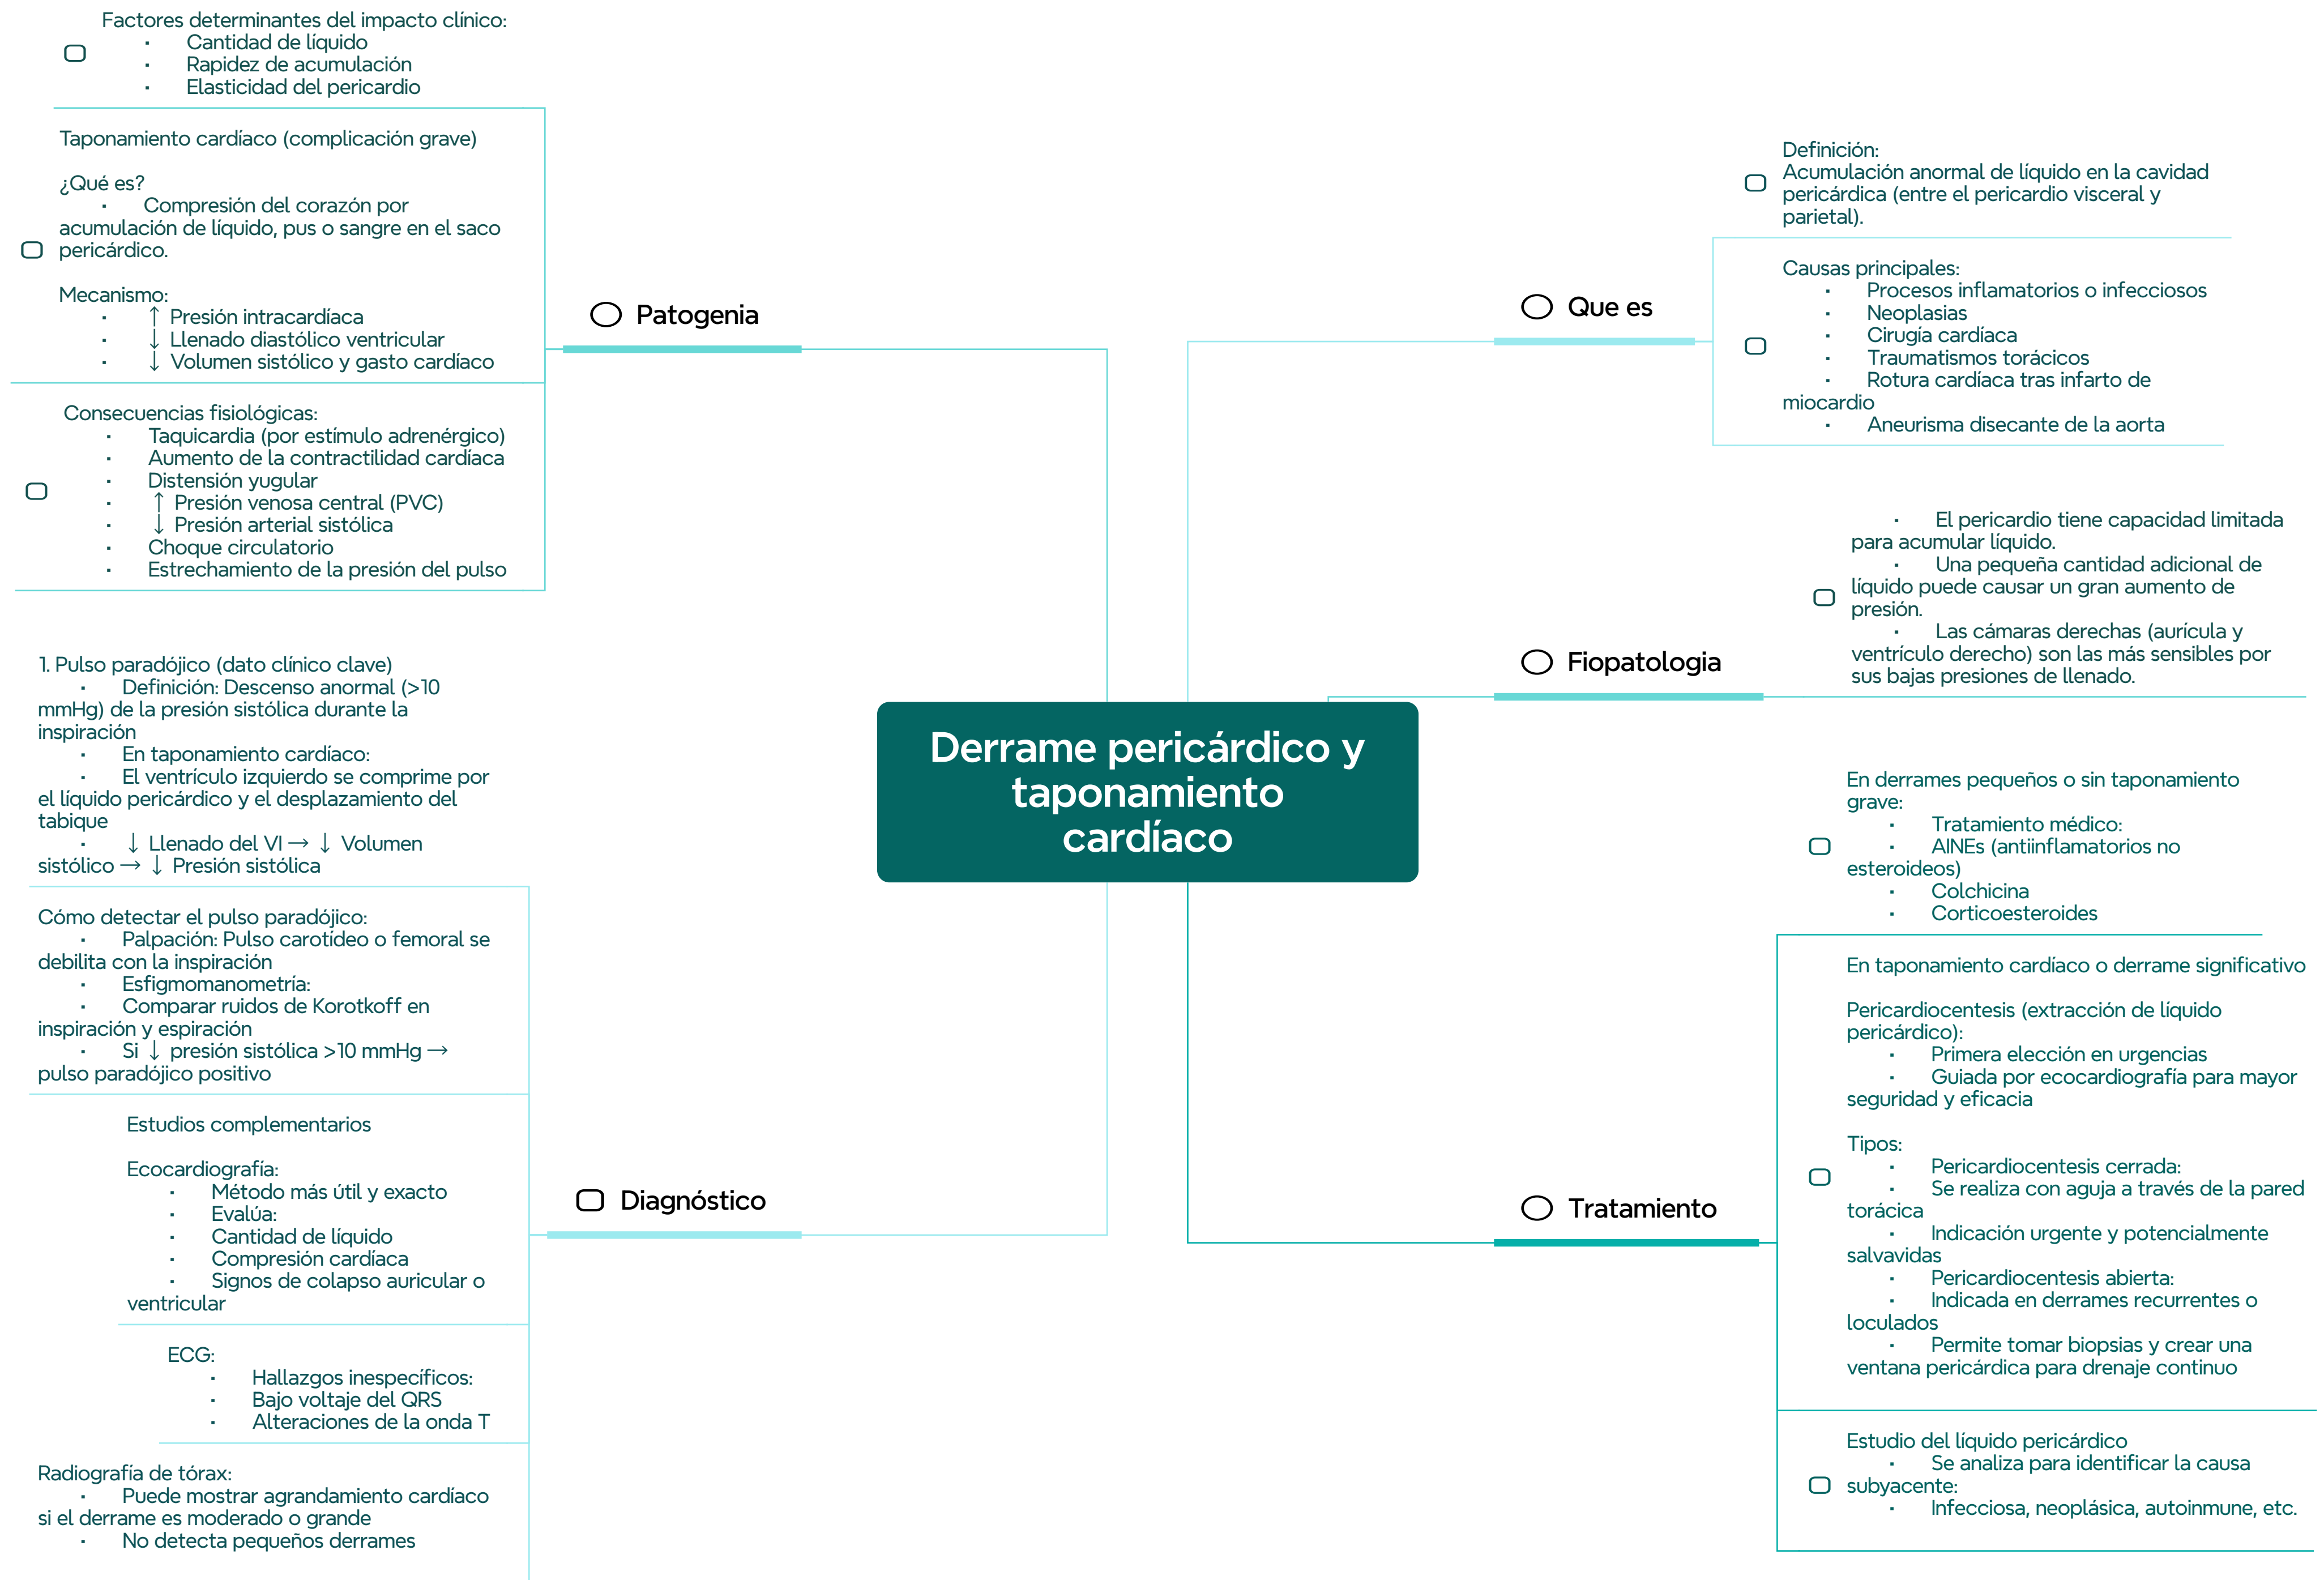 Derrame pericárdico y
taponamiento
cardíaco
Que es
Definición:
Acumulación anormal de líquido en la cavidad
pericárdica (entre el pericardio visceral y
parietal).
Causas principales:
· Procesos inflamatorios o infecciosos
· Neoplasias
· Cirugía cardíaca
· Traumatismos torácicos
· Rotura cardíaca tras infarto de
miocardio
· Aneurisma disecante de la aorta
Fiopatologia
· El pericardio tiene capacidad limitada
para acumular líquido.
· Una pequeña cantidad adicional de
líquido puede causar un gran aumento de
presión.
· Las cámaras derechas (aurícula y
ventrículo derecho) son las más sensibles por
sus bajas presiones de llenado.
Tratamiento
En derrames pequeños o sin taponamiento
grave:
· Tratamiento médico:
· AINEs (antiinflamatorios no
esteroideos)
· Colchicina
· Corticoesteroides
En taponamiento cardíaco o derrame significativo
Pericardiocentesis (extracción de líquido
pericárdico):
· Primera elección en urgencias
· Guiada por ecocardiografía para mayor
seguridad y eficacia
Tipos:
· Pericardiocentesis cerrada:
· Se realiza con aguja a través de la pared
torácica
· Indicación urgente y potencialmente
salvavidas
· Pericardiocentesis abierta:
· Indicada en derrames recurrentes o
loculados
· Permite tomar biopsias y crear una
ventana pericárdica para drenaje continuo
Estudio del líquido pericárdico
· Se analiza para identificar la causa
subyacente:
· Infecciosa, neoplásica, autoinmune, etc.
Patogenia
Factores determinantes del impacto clínico:
· Cantidad de líquido
· Rapidez de acumulación
· Elasticidad del pericardio
Taponamiento cardíaco (complicación grave)
¿Qué es?
· Compresión del corazón por
acumulación de líquido, pus o sangre en el saco
pericárdico.
Mecanismo:
· ↑ Presión intracardíaca
· ↓ Llenado diastólico ventricular
· ↓ Volumen sistólico y gasto cardíaco
Consecuencias fisiológicas:
· Taquicardia (por estímulo adrenérgico)
· Aumento de la contractilidad cardíaca
· Distensión yugular
· ↑ Presión venosa central (PVC)
· ↓ Presión arterial sistólica
· Choque circulatorio
· Estrechamiento de la presión del pulso
Diagnóstico
1. Pulso paradójico (dato clínico clave)
· Definición: Descenso anormal (>10
mmHg) de la presión sistólica durante la
inspiración
· En taponamiento cardíaco:
· El ventrículo izquierdo se comprime por
el líquido pericárdico y el desplazamiento del
tabique
· ↓ Llenado del VI → ↓ Volumen
sistólico → ↓ Presión sistólica
Cómo detectar el pulso paradójico:
· Palpación: Pulso carotídeo o femoral se
debilita con la inspiración
· Esfigmomanometría:
· Comparar ruidos de Korotkoff en
inspiración y espiración
· Si ↓ presión sistólica >10 mmHg →
pulso paradójico positivo
Estudios complementarios
Ecocardiografía:
· Método más útil y exacto
· Evalúa:
· Cantidad de líquido
· Compresión cardíaca
· Signos de colapso auricular o
ventricular
ECG:
· Hallazgos inespecíficos:
· Bajo voltaje del QRS
· Alteraciones de la onda T
Radiografía de tórax:
· Puede mostrar agrandamiento cardíaco
si el derrame es moderado o grande
· No detecta pequeños derrames